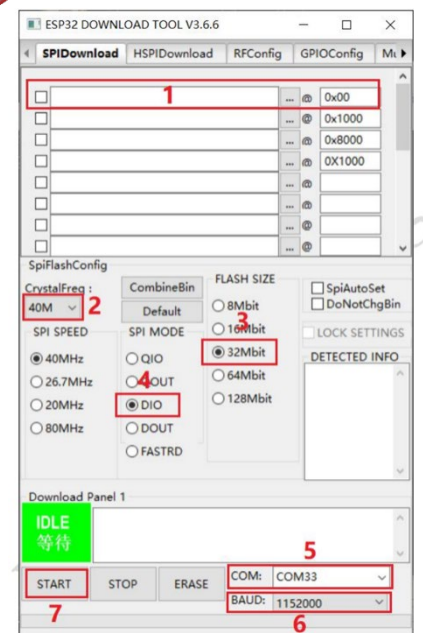 ESP32 DOWNLOAD TOOL V3.6.6
SPIDownload HSPIDownload RFConfig GPIOConfig
1
... @ 0x00
... @ 0x1000
... @ 0x8000
... @ 0X1000
... @
... @
... @
... @
SpiFlashConfig
CrystalFreq :
40M 2
SPI SPEED
40MHz
26.7MHz
20MHz
80MHz
CombineBin
Default
SPI MODE
QIO
4
DIO
DOUT
FASTRD
FLASH SIZE
8Mbit
3
32Mbit
64Mbit
128Mbit
SpiAutoSet
DoNotChgBin
LOCK SETTINGS
DETECTED INFO
Download Panel 1
IDLE
等待
5
START STOP ERASE
COM: COM33
BAUD: 1152000
7 6